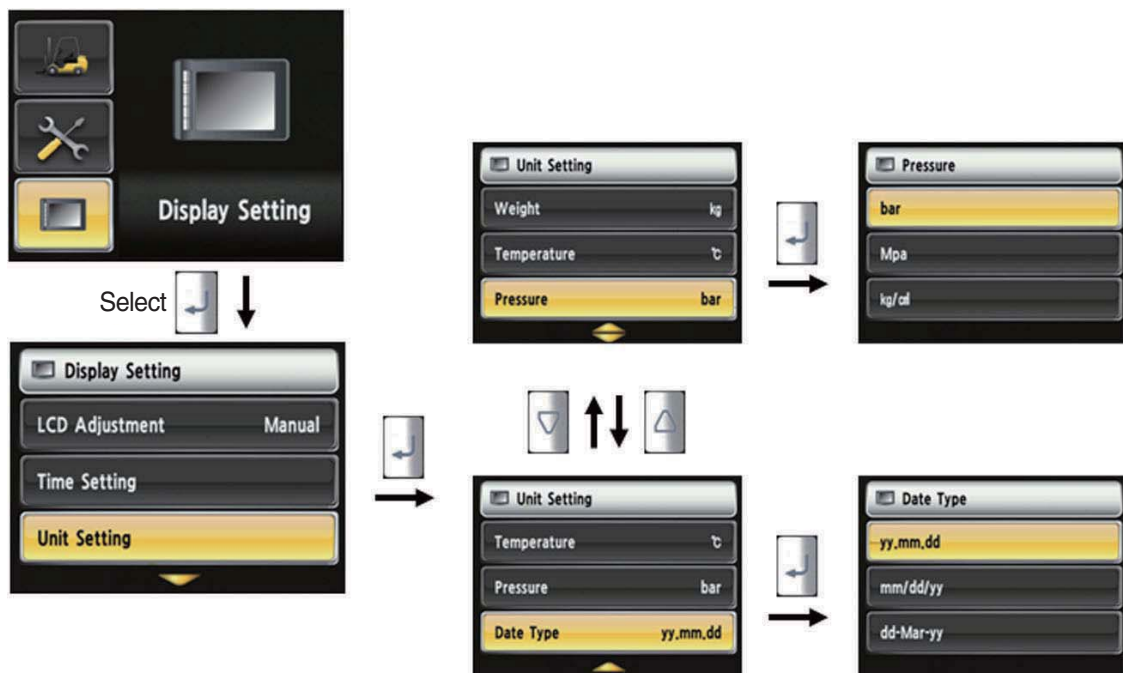 Display Setting
Select
Display Setting
LCD Adjustment Manual
Time Setting
Unit Setting
Unit Setting
Weight kg
Temperature ℃
Pressure bar
Pressure
bar
Mpa
kg/㎠
Unit Setting
Temperature ℃
Pressure bar
Date Type yy.mm.dd
Date Type
yy.mm.dd
mm/dd/yy
dd-Mar-yy